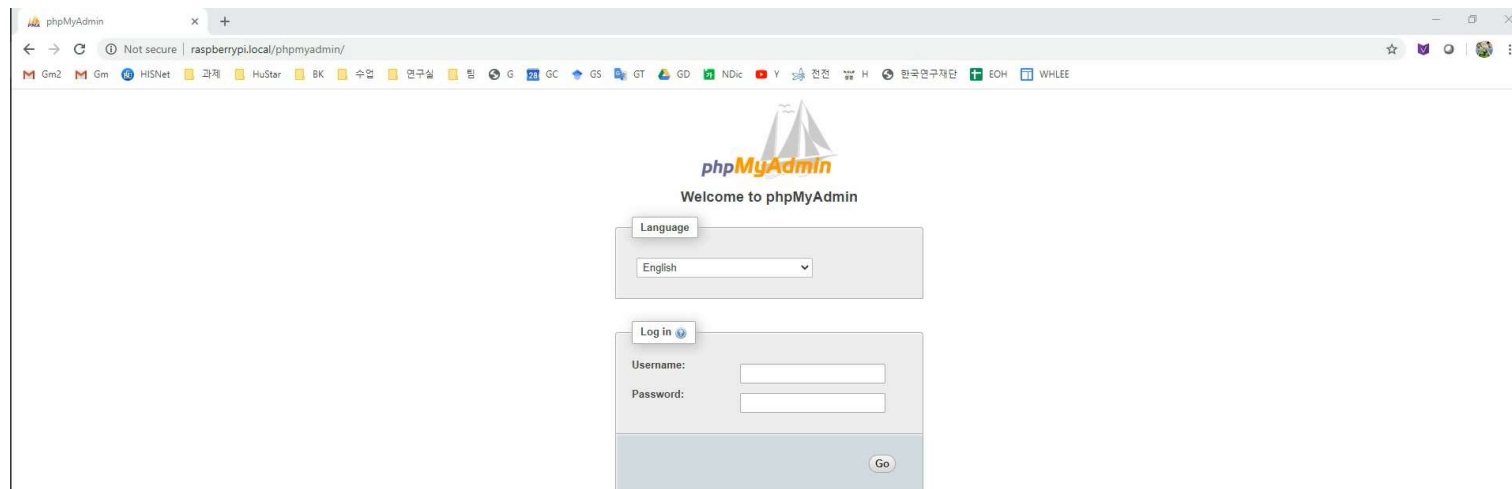 phpMyAdmin
Not secure | raspberrypi.local/phpmyadmin/
Gm2 Gm HISNet 과제 HuStar BK 수업 연구실 팀 G 28 GC GS GT GD NDic Y 전전 H 한국연구재단 EOH WHLEE
phpMyAdmin
Welcome to phpMyAdmin
Language
English
Log in
Username:
Password:
Go